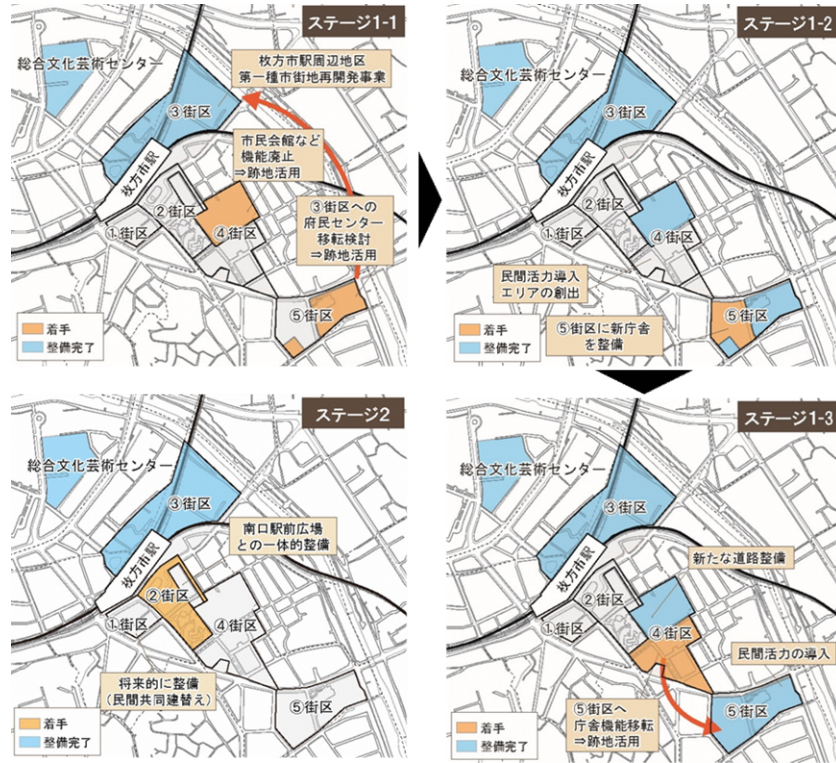 ステージ1-1
総合文化芸術センター
枚方市駅周辺地区
第一種市街地再開発事業
③街区
市民会館など
機能廃止
⇒跡地活用
枚方市駅
②街区
③街区への
府民センター
移転検討
⇒跡地活用
④街区
①街区
⑤街区
着手
整備完了
ステージ1-2
総合文化芸術センター
③街区
枚方市駅
②街区
④街区
①街区
民間活力導入
エリアの創出
⑤街区
着手
整備完了
⑤街区に新庁舎
を整備
ステージ2
総合文化芸術センター
③街区
南口駅前広場
との一体的整備
枚方市駅
②街区
④街区
①街区
将来的に整備
(民間共同建替え)
⑤街区
着手
整備完了
ステージ1-3
総合文化芸術センター
③街区
新たな道路整備
枚方市駅
②街区
④街区
①街区
民間活力の導入
⑤街区へ
庁舎機能移転
⇒跡地活用
⑤街区
着手
整備完了